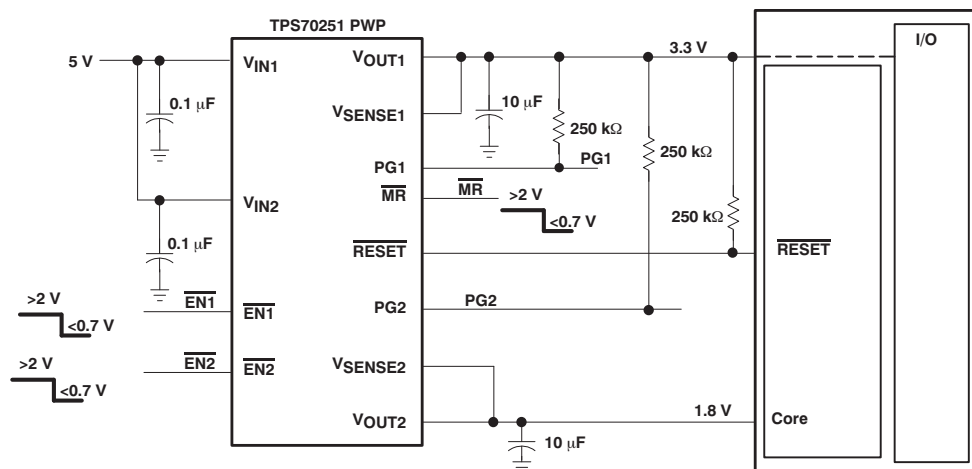 TPS70251 PWP
5 V
VIN1
VOUT1
3.3 V
I/O
0.1 μF
10 μF
VSENSE1
250 kΩ
250 kΩ
PG1
PG1
MR
MR
>2 V
<0.7 V
VIN2
250 kΩ
0.1 μF
RESET
RESET
EN1
EN1
>2 V
<0.7 V
PG2
PG2
EN2
EN2
>2 V
<0.7 V
VSENSE2
VOUT2
1.8 V
Core
10 μF